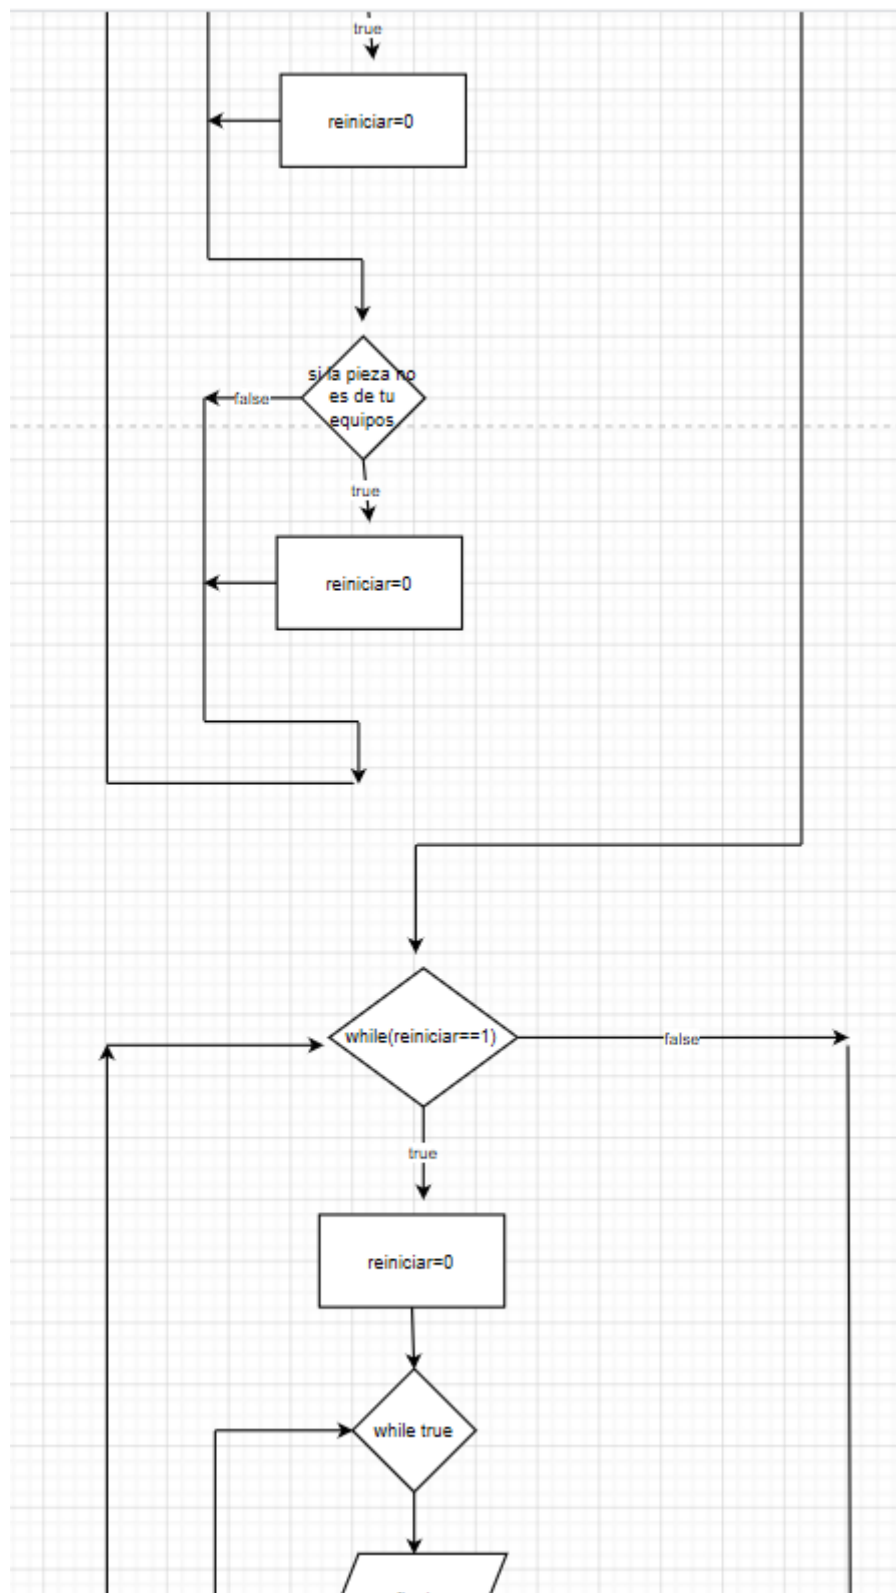 true
reiniciar=0
si la pieza no
es de tu
equipos
false
true
reiniciar=0
while(reiniciar==1)
false
true
reiniciar=0
while true